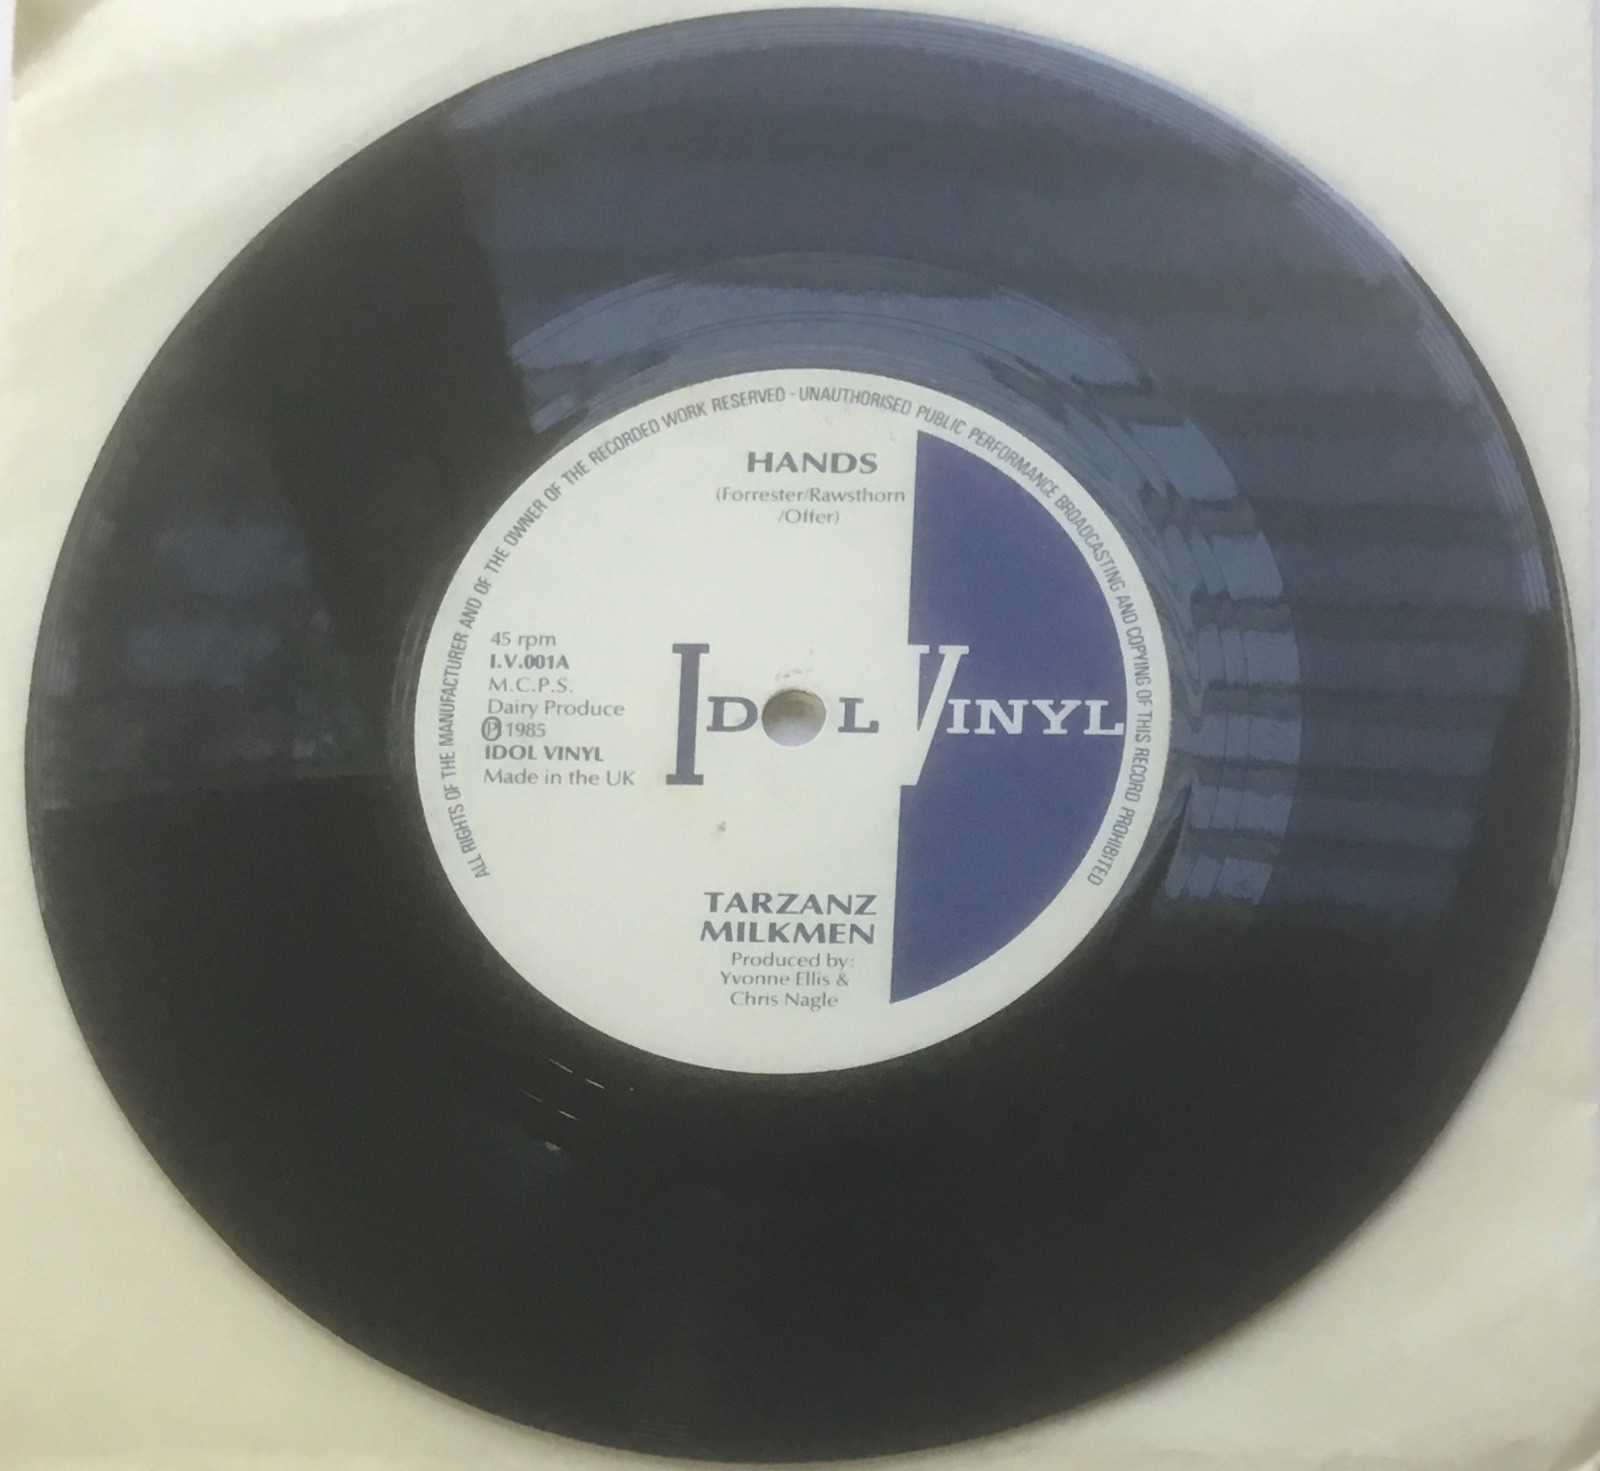 ALL RIGHTS OF THE MANUFACTURER AND OF THE OWNER OF THE RECORDED WORK RESERVED - UNAUTHORISED PUBLIC PERFORMANCE BROADCASTING AND COPYING OF THIS RECORD PROHIBITED
HANDS
(Forrester/Rawsthorn
/Offer)
45 rpm
I.V.001A
M.C.P.S.
Dairy Produce
Ⓟ 1985
IDOL VINYL
Made in the UK
IDOL VINYL
TARZANZ
MILKMEN
Produced by:
Yvonne Ellis &
Chris Nagle